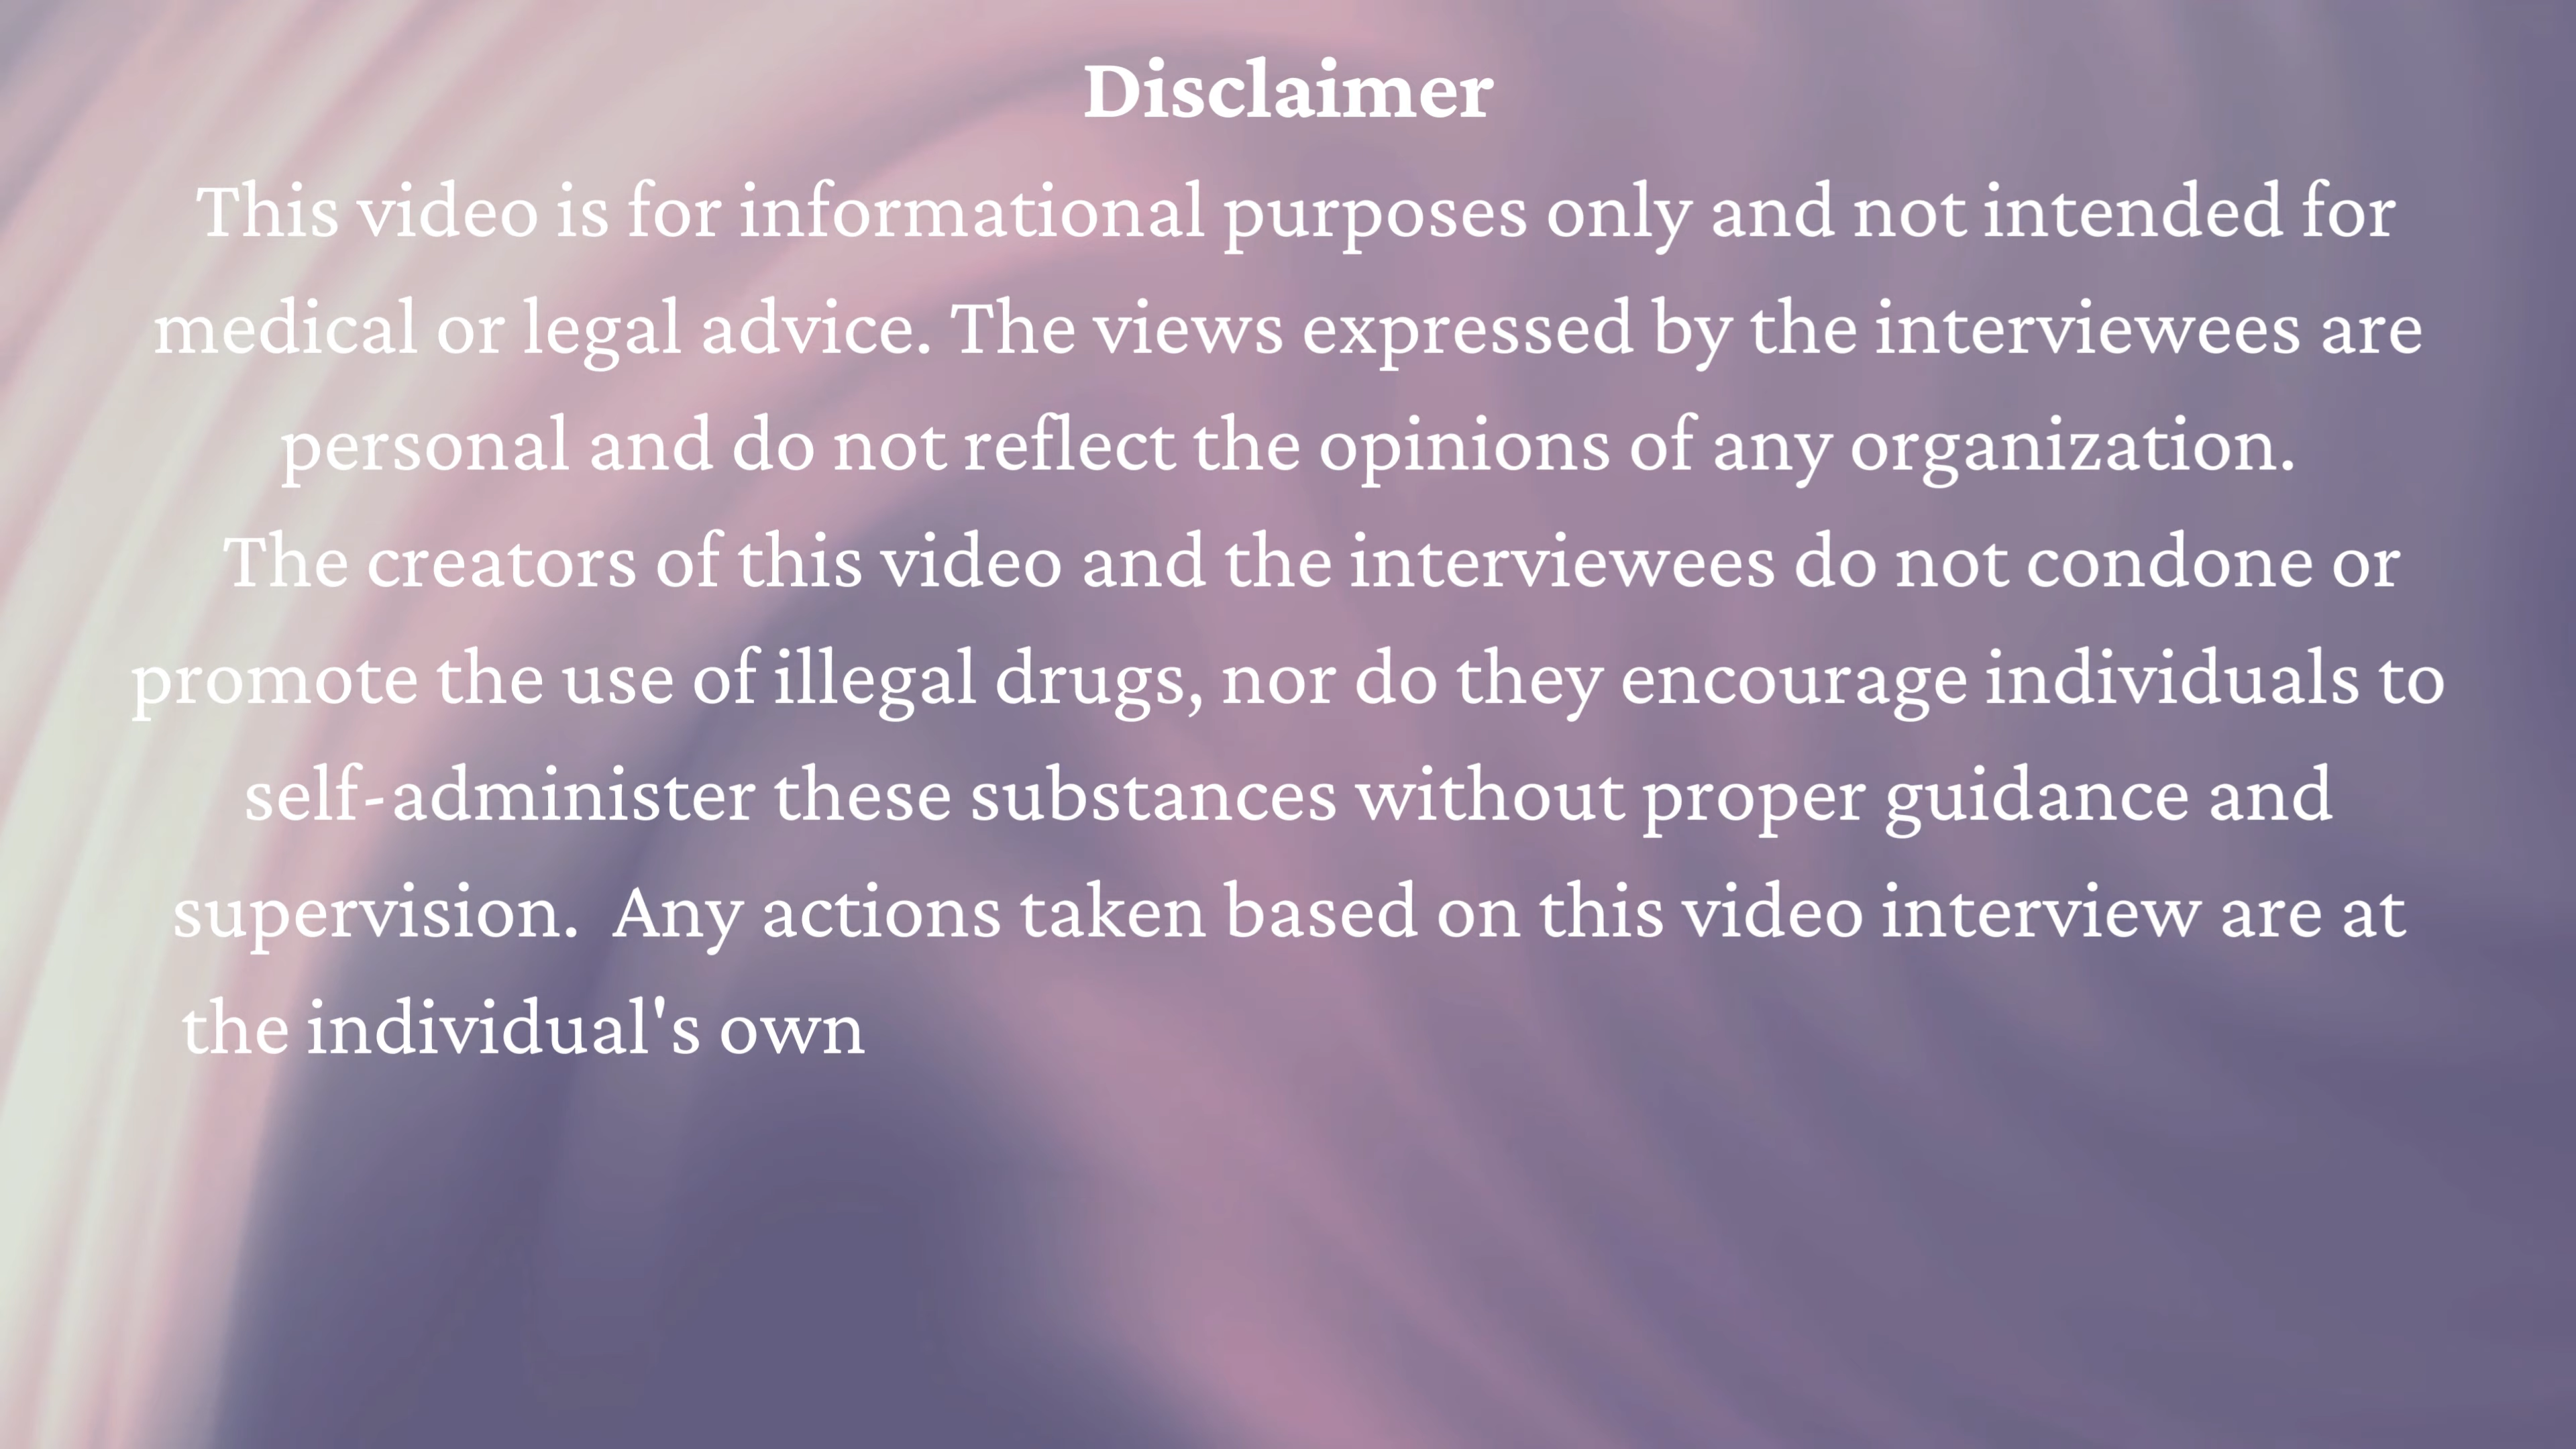 Disclaimer
This video is for informational purposes only and not intended for
medical or legal advice. The views expressed by the interviewees are
personal and do not reflect the opinions of any organization.
The creators of this video and the interviewees do not condone or
promote the use of illegal drugs, nor do they encourage individuals to
self-administer these substances without proper guidance and
supervision.  Any actions taken based on this video interview are at
the individual's own